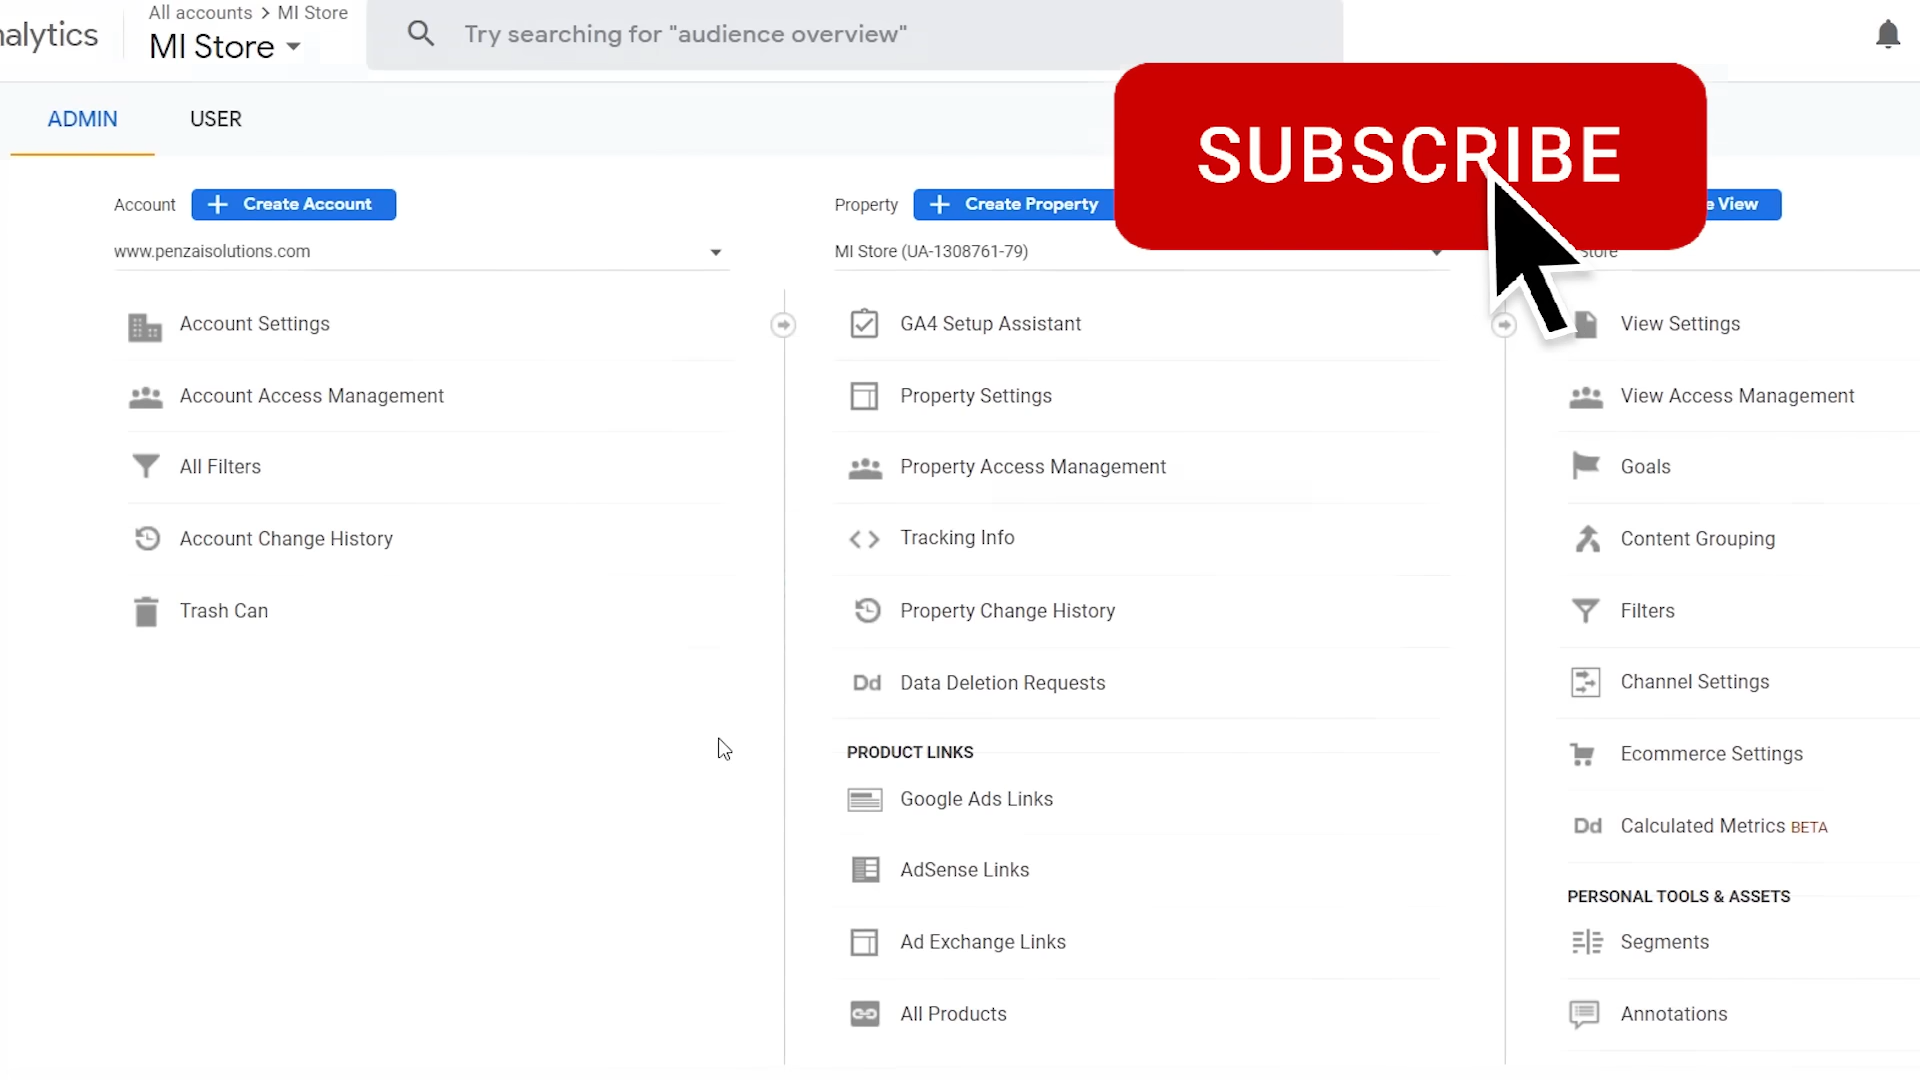 nalytics
All accounts > MI Store
MI Store
Try searching for "audience overview"
SUBSCRIBE
ADMIN
USER
Account
+ Create Account
www.penzaisolutions.com
Account Settings
Account Access Management
All Filters
Account Change History
Trash Can
Property
+ Create Property
MI Store (UA-1308761-79)
GA4 Setup Assistant
Property Settings
Property Access Management
Tracking Info
Property Change History
Dd Data Deletion Requests
PRODUCT LINKS
Google Ads Links
AdSense Links
Ad Exchange Links
All Products
e View
Store
View Settings
View Access Management
Goals
Content Grouping
Filters
Channel Settings
Ecommerce Settings
Dd Calculated Metrics BETA
PERSONAL TOOLS & ASSETS
Segments
Annotations